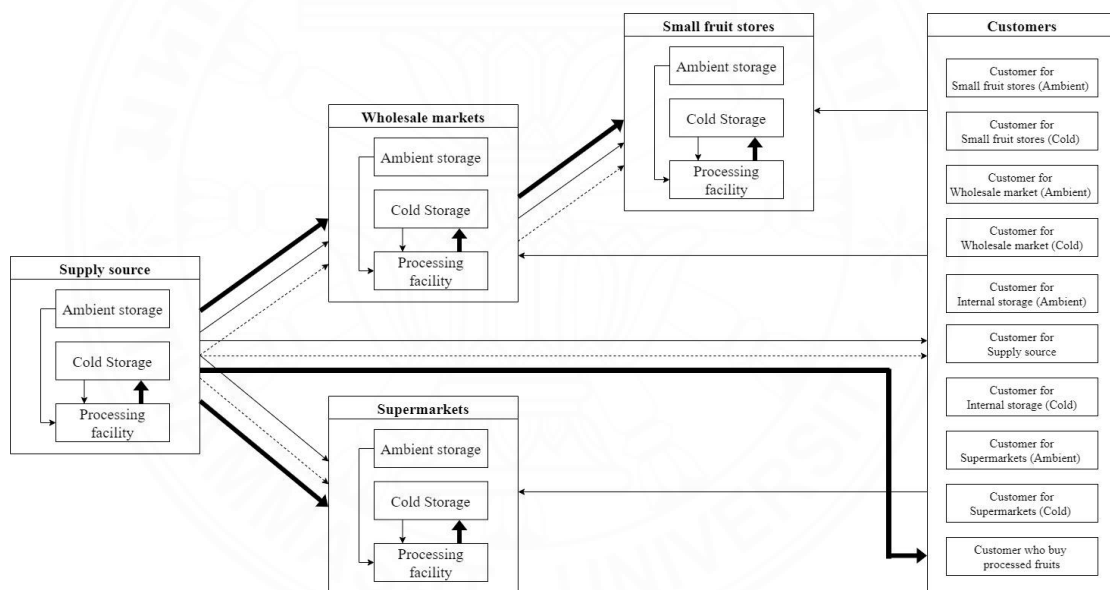 Small fruit stores
Ambient storage
Cold Storage
Processing
facility
Wholesale markets
Ambient storage
Cold Storage
Processing
facility
Supply source
Ambient storage
Cold Storage
Processing
facility
Supermarkets
Ambient storage
Cold Storage
Processing
facility
Customers
Customer for
Small fruit stores (Ambient)
Customer for
Small fruit stores (Cold)
Customer for
Wholesale market (Ambient)
Customer for
Wholesale market (Cold)
Customer for
Internal storage (Ambient)
Customer for
Supply source
Customer for
Internal storage (Cold)
Customer for
Supermarkets (Ambient)
Customer for
Supermarkets (Cold)
Customer who buy
processed fruits